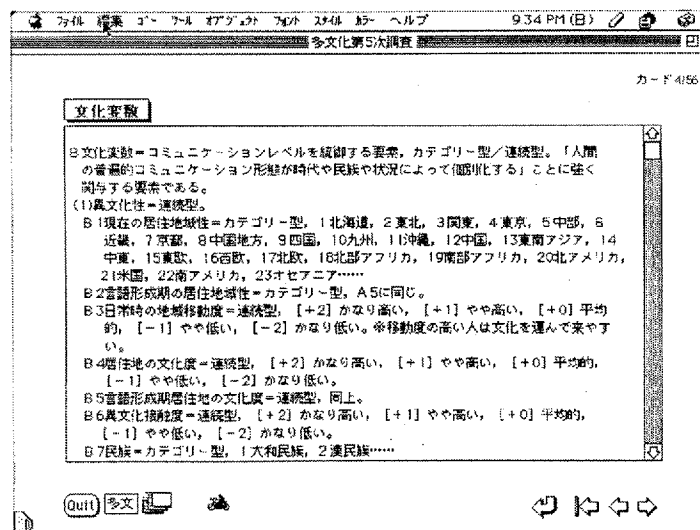 ファイル 編集 ゴー ツール オブジェクト フォント スタイル カラー ヘルプ 9:34 PM (日)
多文化第5次調査
カード 4/56
文化変数
B文化変数=コミュニケーションレベルを統御する要素，カテゴリー型／連続型。「人間
の普遍的コミュニケーション形態が時代や民族や状況によって個別化する」ことに強く
関与する要素である。
(1)異文化性=連続型。
B1現在の居住地域性=カテゴリー型，1北海道，2東北，3関東，4東京，5中部，6
近畿，7京都，8中国地方，9四国，10九州，11沖縄，12中国，13東南アジア，14
中東，15東欧，16西欧，17北欧，18北部アフリカ，19南部アフリカ，20北アメリカ，
21米国，22南アメリカ，23オセアニア……
B2言語形成期の居住地域性=カテゴリー型，A5に同じ。
B3日常時の地域移動度=連続型，［+2］かなり高い，［+1］やや高い，［+0］平均
的，［-1］やや低い，［-2］かなり低い。※移動度の高い人は文化を運んで来やす
い。
B4居住地の文化度=連続型，［+2］かなり高い，［+1］やや高い，［+0］平均的，
［-1］やや低い，［-2］かなり低い。
B5言語形成期居住地の文化度=連続型，同上。
B6異文化接触度=連続型，［+2］かなり高い，［+1］やや高い，［+0］平均的，
［-1］やや低い，［-2］かなり低い。
B7民族=カテゴリー型，1大和民族，2漢民族……
Quit 多文